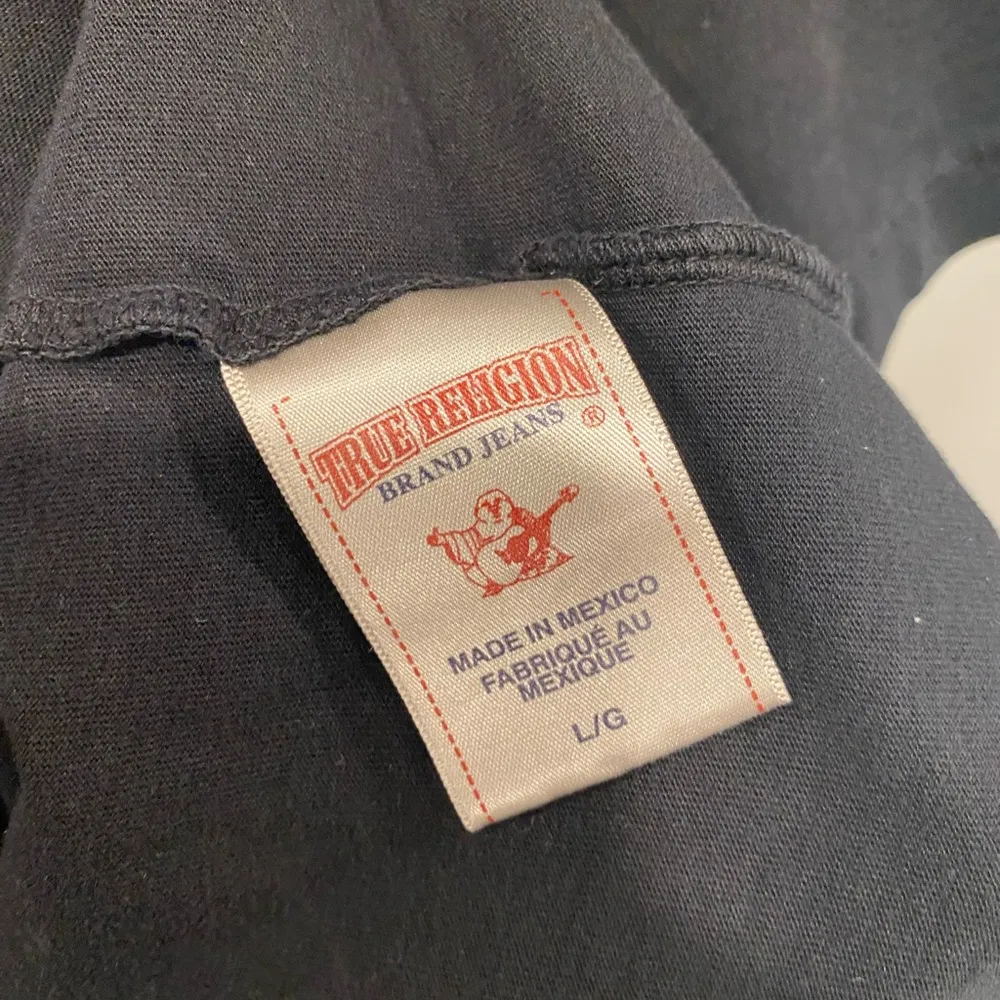 TRUE RELIGION
BRAND JEANS ®
MADE IN MEXICO
FABRIQUÉ AU
MEXIQUE
L/G